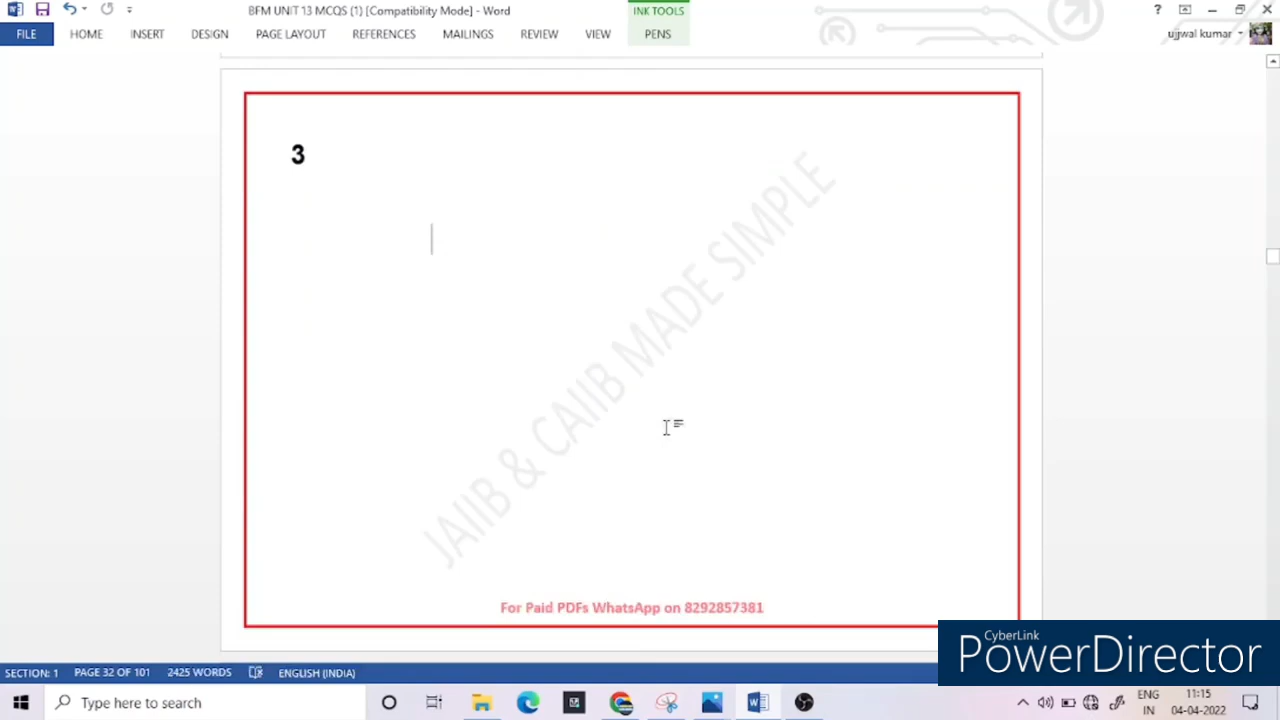 BFM UNIT 13 MCQS (1) [Compatibility Mode] - Word
INK TOOLS
?
FILE
HOME
INSERT
DESIGN
PAGE LAYOUT
REFERENCES
MAILINGS
REVIEW
VIEW
PENS
ujjwal kumar
3
JAIIB & CAIIB MADE SIMPLE
For Paid PDFs WhatsApp on 8292857381
CyberLink
PowerDirector
SECTION: 1
PAGE 32 OF 101
2425 WORDS
ENGLISH (INDIA)
Type here to search
ENG
IN
11:15
04-04-2022